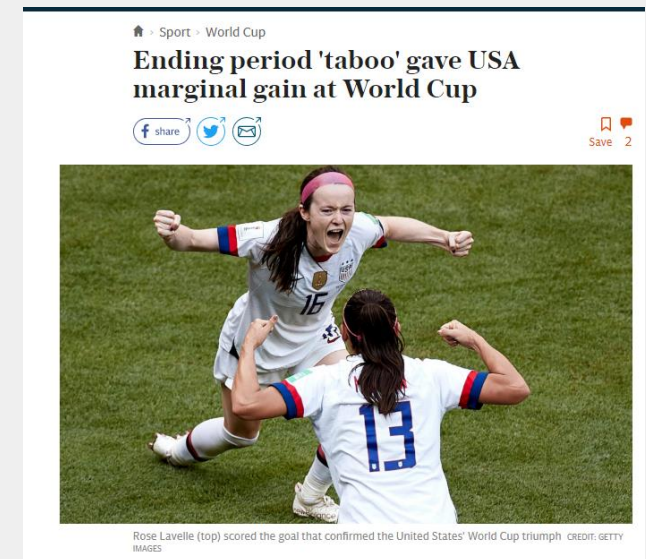 Sport › World Cup
Ending period 'taboo' gave USA
marginal gain at World Cup
share
Save 2
16
13
Rose Lavelle (top) scored the goal that confirmed the United States' World Cup triumph CREDIT: GETTY
IMAGES